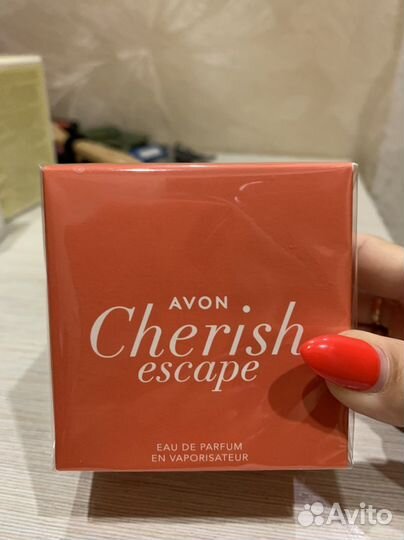 AVON
Cherish
escape
EAU DE PARFUM
EN VAPORISATEUR
Avito